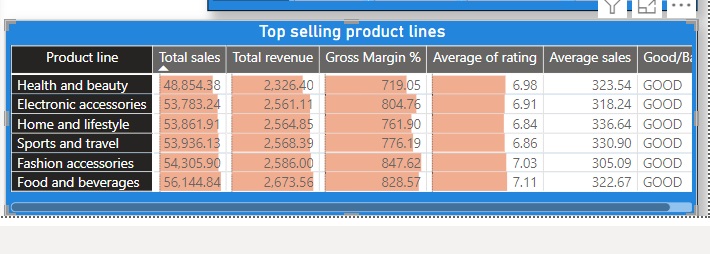 Top selling product lines
Product line Total sales Total revenue Gross Margin % Average of rating Average sales Good/Ba
Health and beauty 48,854.38 2,326.40 719.05 6.98 323.54 GOOD
Electronic accessories 53,783.24 2,561.11 804.76 6.91 318.24 GOOD
Home and lifestyle 53,861.91 2,564.85 761.90 6.84 336.64 GOOD
Sports and travel 53,936.13 2,568.39 776.19 6.86 330.90 GOOD
Fashion accessories 54,305.90 2,586.00 847.62 7.03 305.09 GOOD
Food and beverages 56,144.84 2,673.56 828.57 7.11 322.67 GOOD